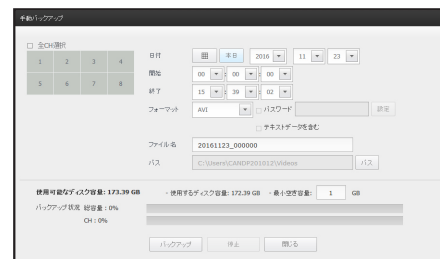 手動バックアップ
全CH選択
1 2 3 4
5 6 7 8
日付 本日 2016 11 23
開始 00 : 00 : 00
終了 15 : 39 : 02
フォーマット AVI パスワード 設定
テキストデータを含む
ファイル名 20161123_000000
パス C:\Users\CANOP201012\Videos パス
使用可能なディスク容量: 173.39 GB ・使用するディスク容量: 172.39 GB ・最小空き容量: 1 GB
バックアップ状況 総容量 : 0%
CH : 0%
バックアップ 停止 閉じる